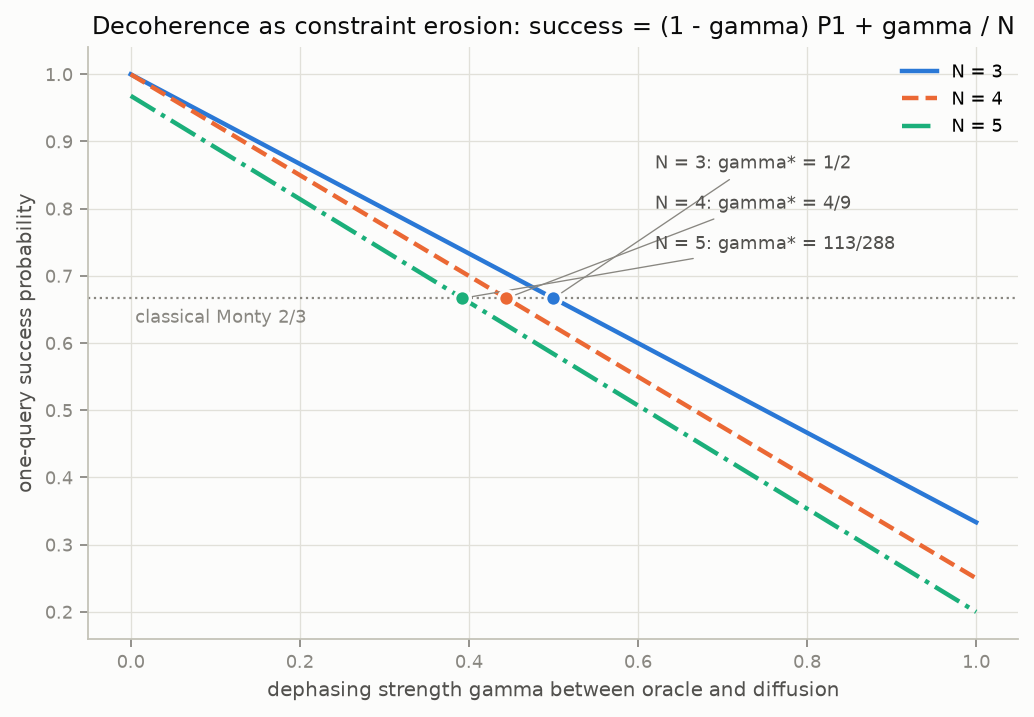 Decoherence as constraint erosion: success = (1 - gamma) P1 + gamma / N
N = 3
N = 4
N = 5
N = 3: gamma* = 1/2
N = 4: gamma* = 4/9
N = 5: gamma* = 113/288
classical Monty 2/3
one-query success probability
1.0
0.9
0.8
0.7
0.6
0.5
0.4
0.3
0.2
0.0
0.2
0.4
0.6
0.8
1.0
dephasing strength gamma between oracle and diffusion